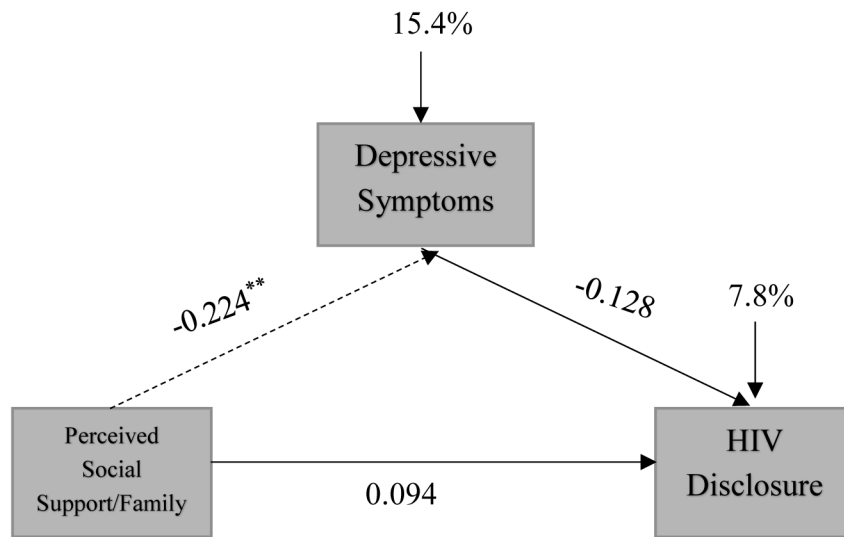 15.4%
Depressive
Symptoms
-0.224**
-0.128
7.8%
Perceived
Social
Support/Family
HIV
Disclosure
0.094